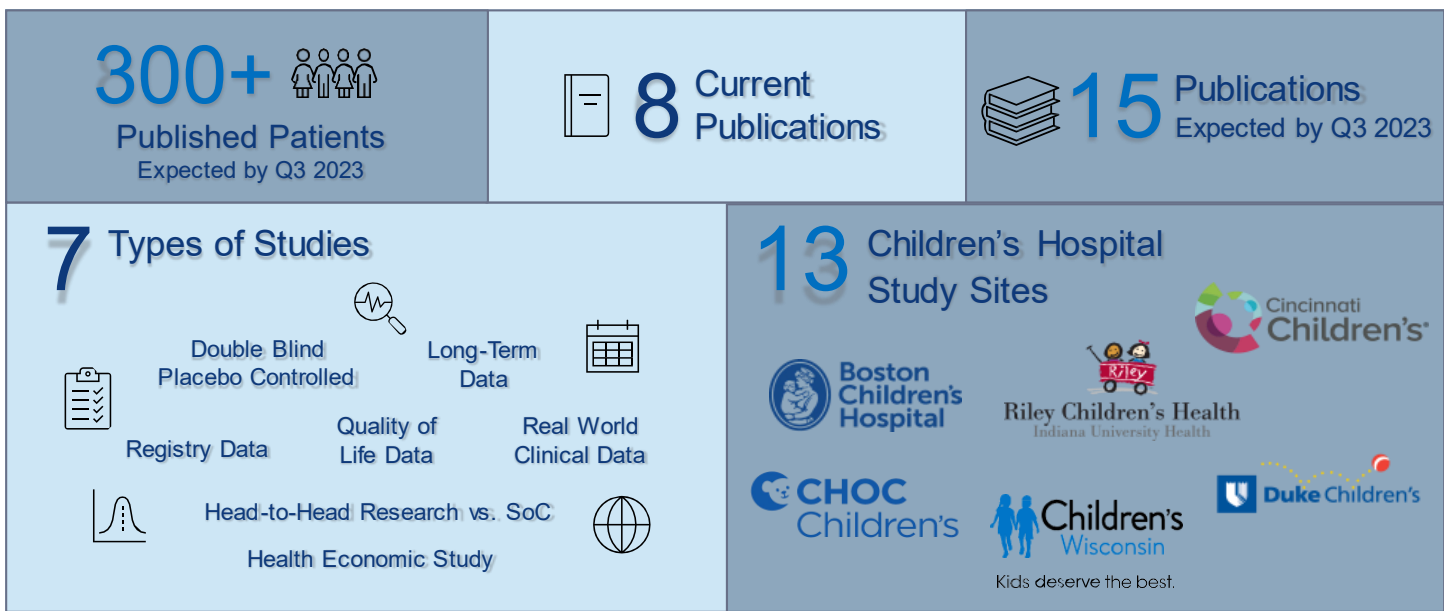 300+
Published Patients
Expected by Q3 2023
8
Current
Publications
15
Publications
Expected by Q3 2023
7
Types of Studies
Double Blind
Placebo Controlled
Long-Term
Data
Registry Data
Quality of
Life Data
Real World
Clinical Data
Head-to-Head Research vs. SoC
Health Economic Study
13
Children's Hospital
Study Sites
Cincinnati
Children's®
Boston
Children's
Hospital
Riley
Riley Children's Health
Indiana University Health
CHOC
Children's
Children's
Wisconsin
Kids deserve the best.
Duke Children's